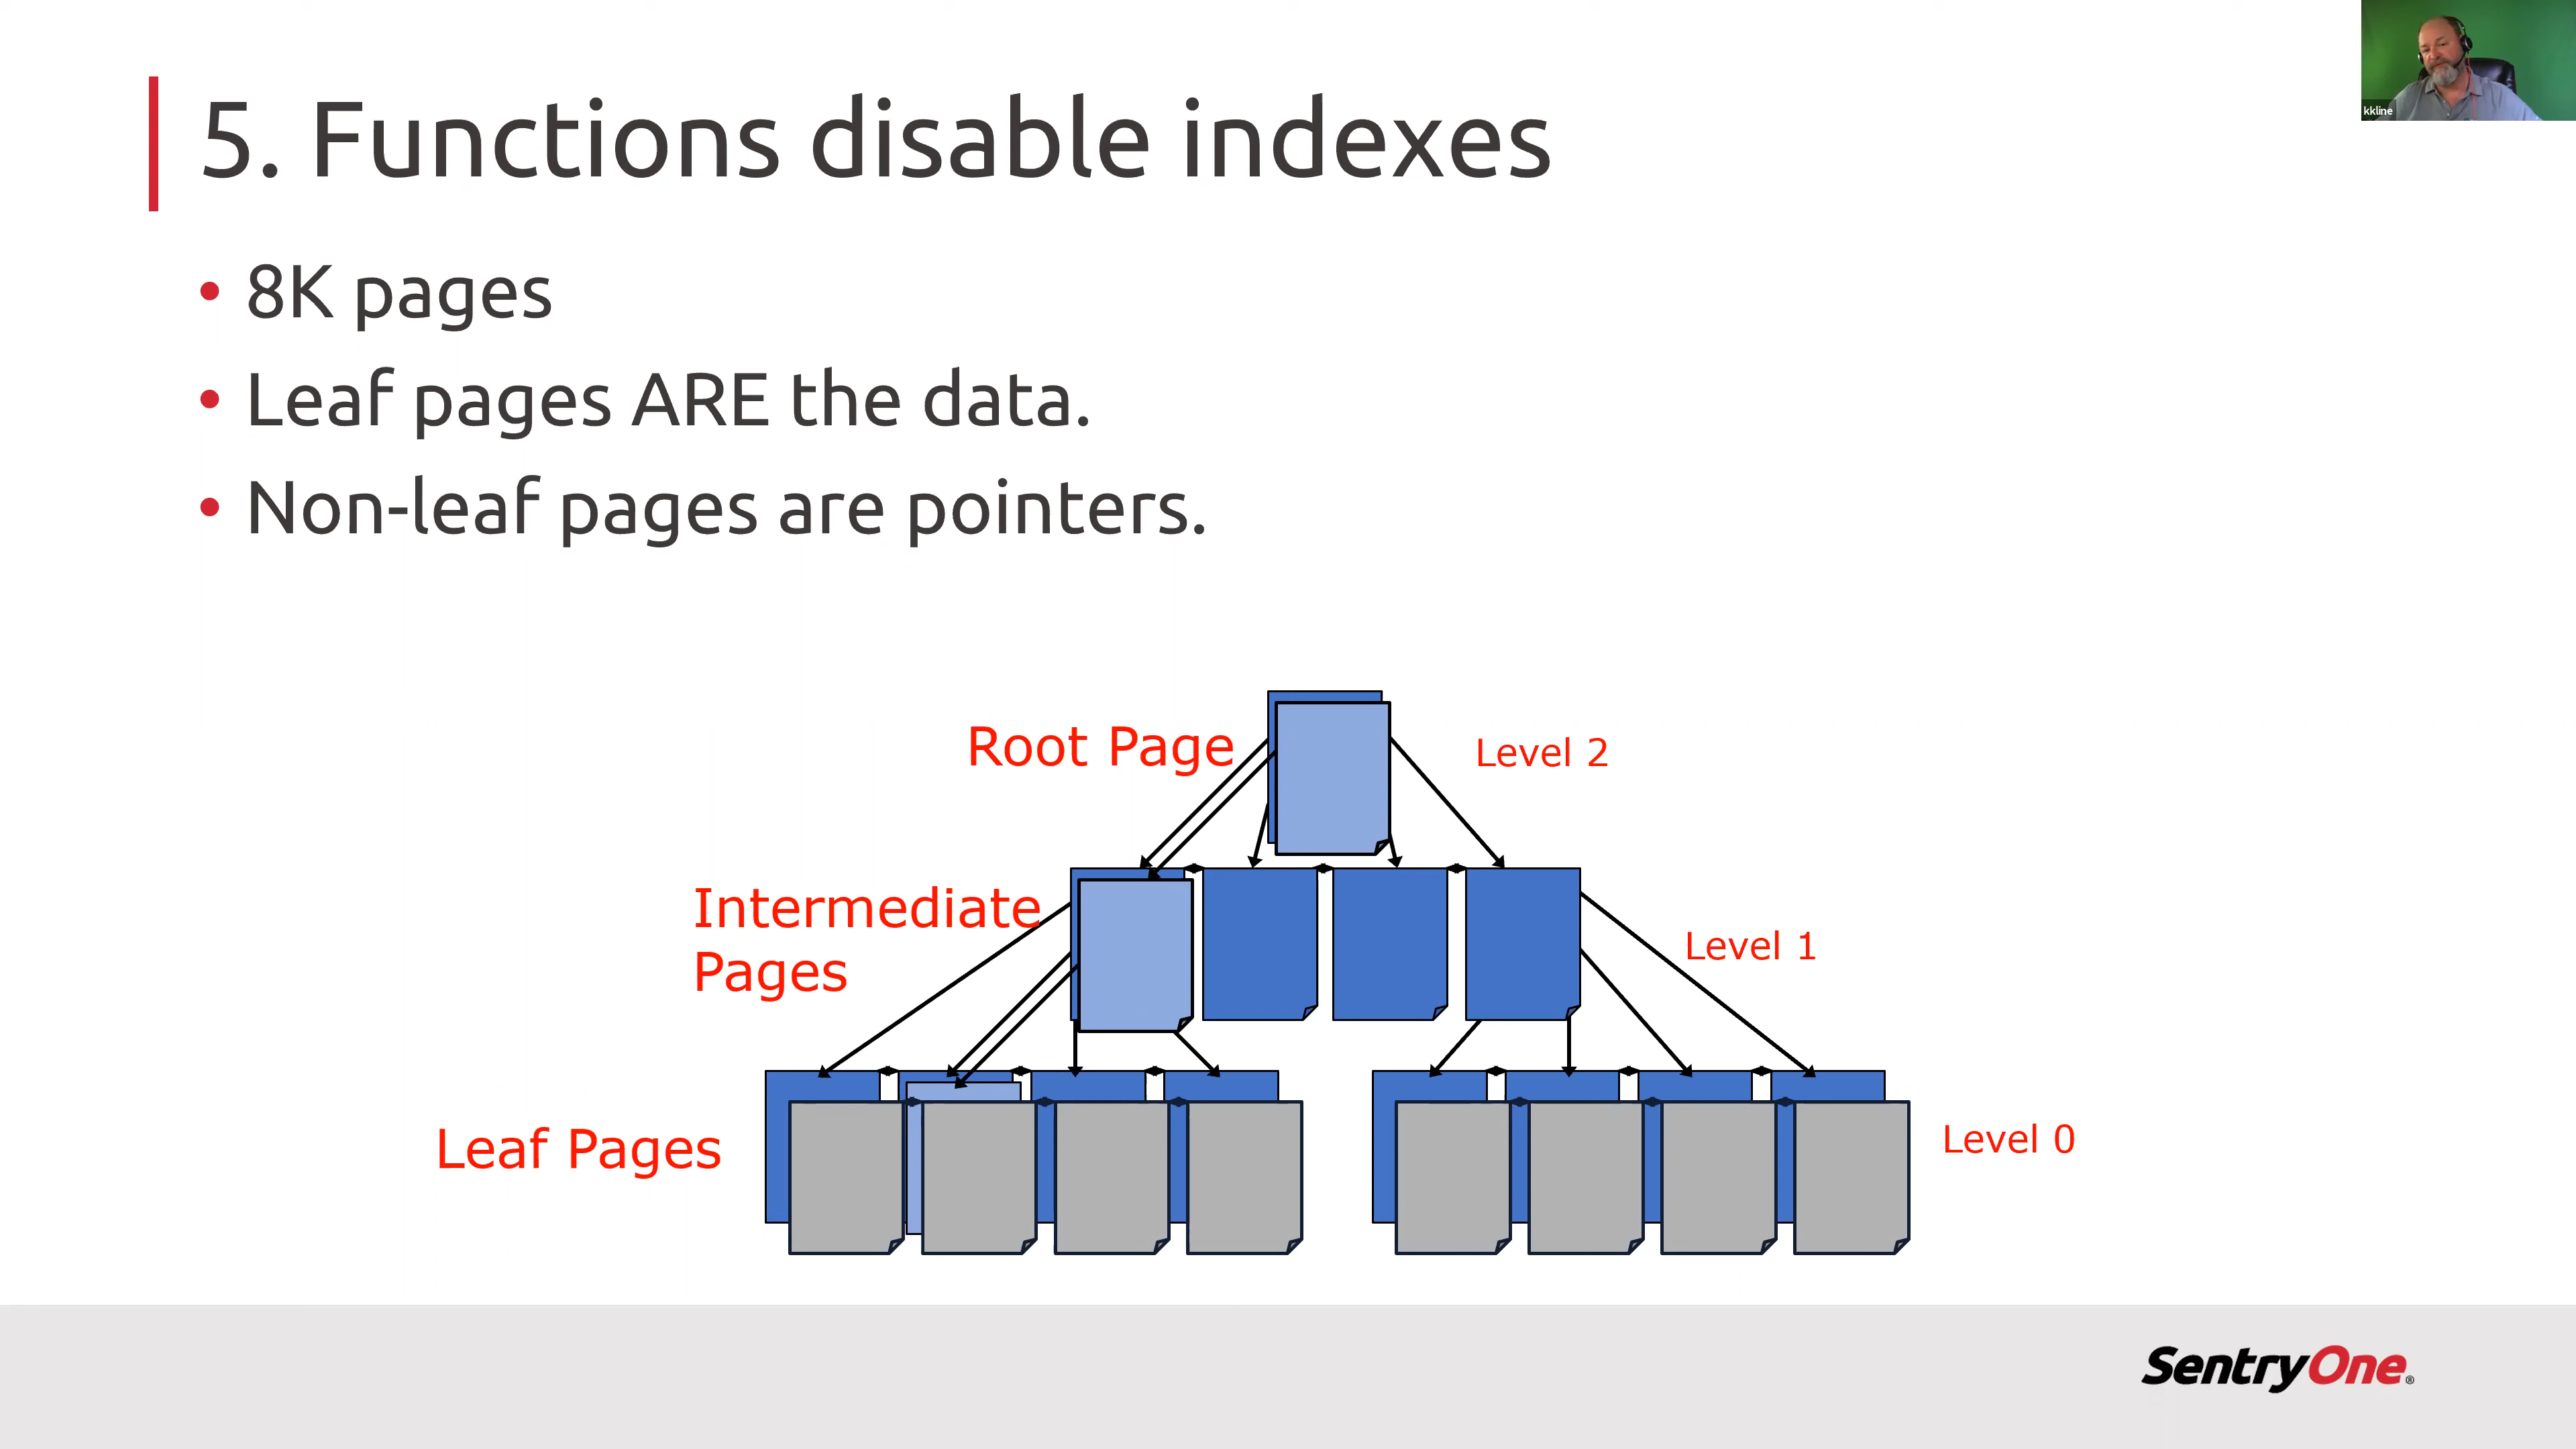 5. Functions disable indexes
kkline
• 8K pages
• Leaf pages ARE the data.
• Non-leaf pages are pointers.
Root Page
Level 2
Intermediate
Pages
Level 1
Leaf Pages
Level 0
SentryOne®